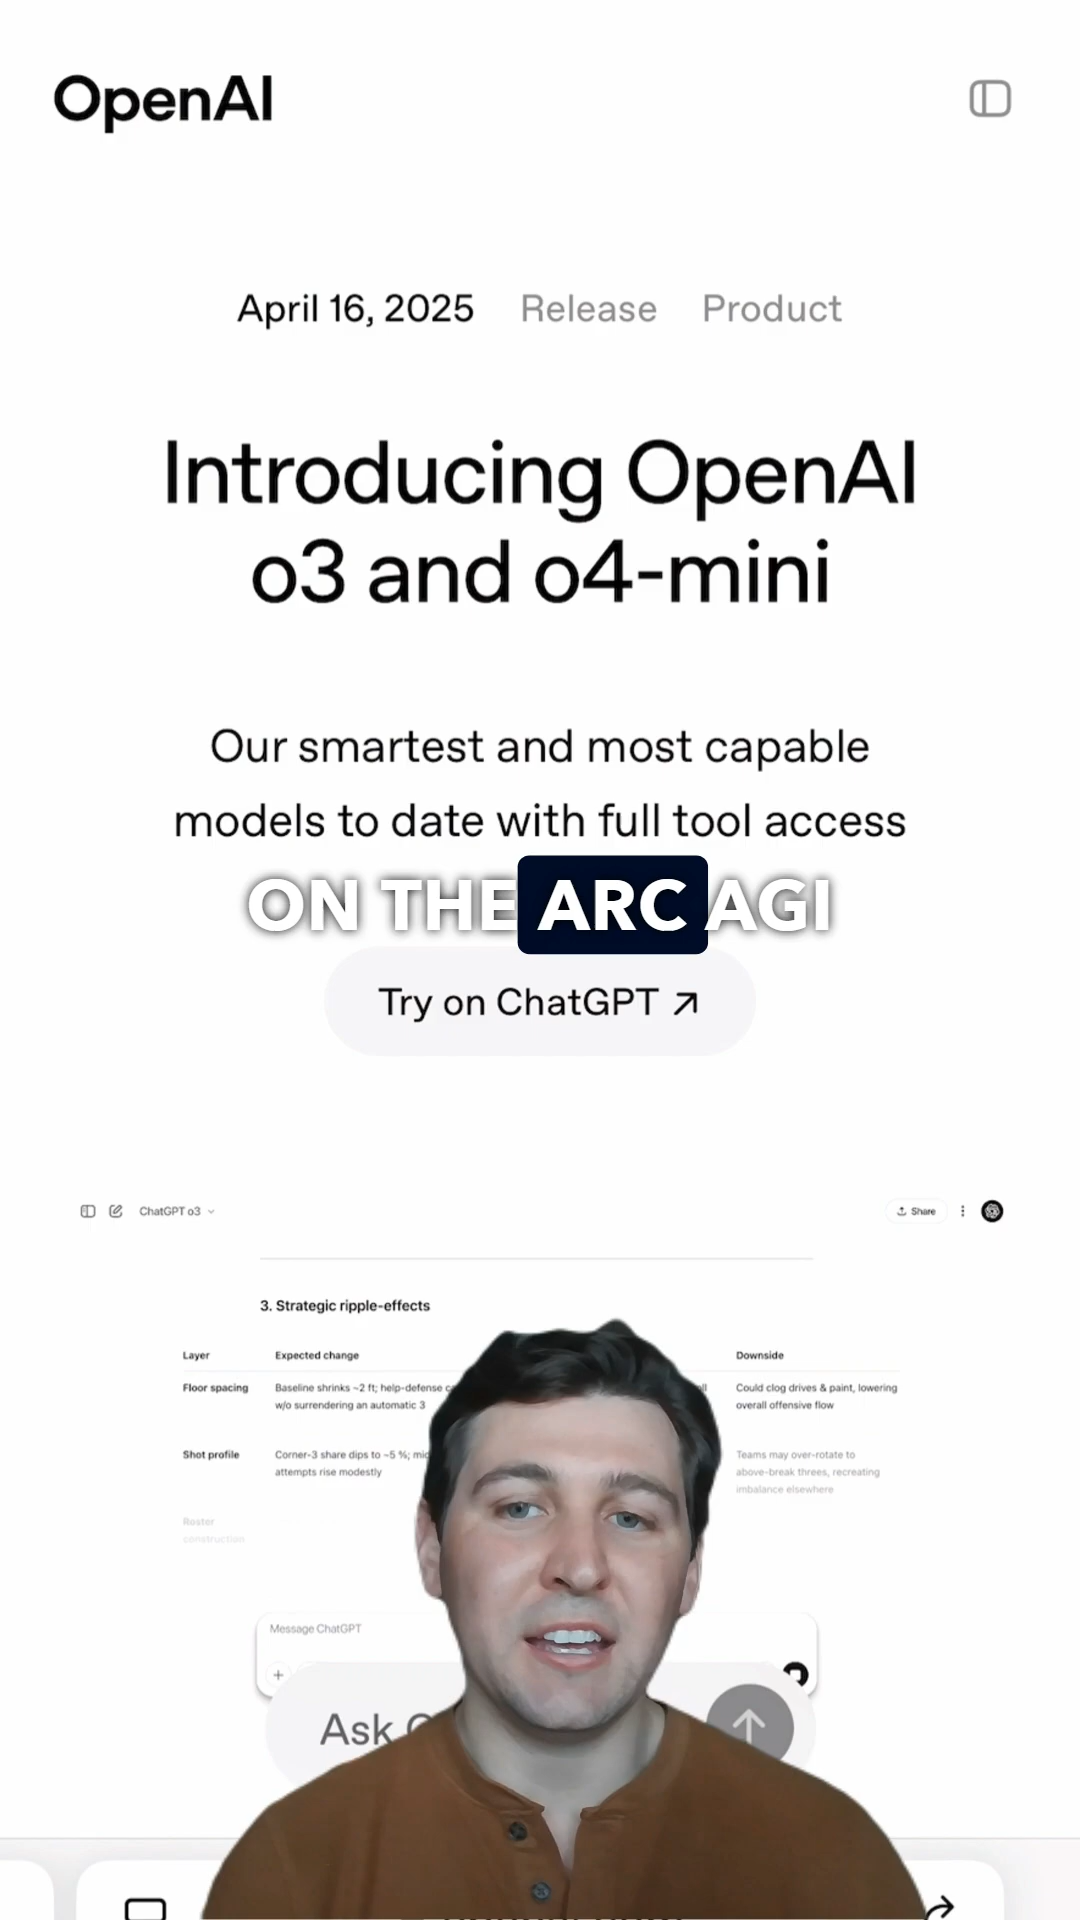 OpenAI
April 16, 2025 Release Product
Introducing OpenAI
o3 and o4-mini
Our smartest and most capable
models to date with full tool access
ON THE ARC AGI
Try on ChatGPT ↗
ChatGPT o3
Share
3. Strategic ripple-effects
Layer Expected change Downside
Floor spacing Baseline shrinks ~2 ft; help-defense Could clog drives & paint, lowering
w/o surrendering an automatic 3 overall offensive flow
Shot profile Corner-3 share dips to ~5 %; Teams may over-rotate to
attempts rise modestly above-break threes, recreating
imbalance elsewhere
Roster
construction
Message ChatGPT
Ask